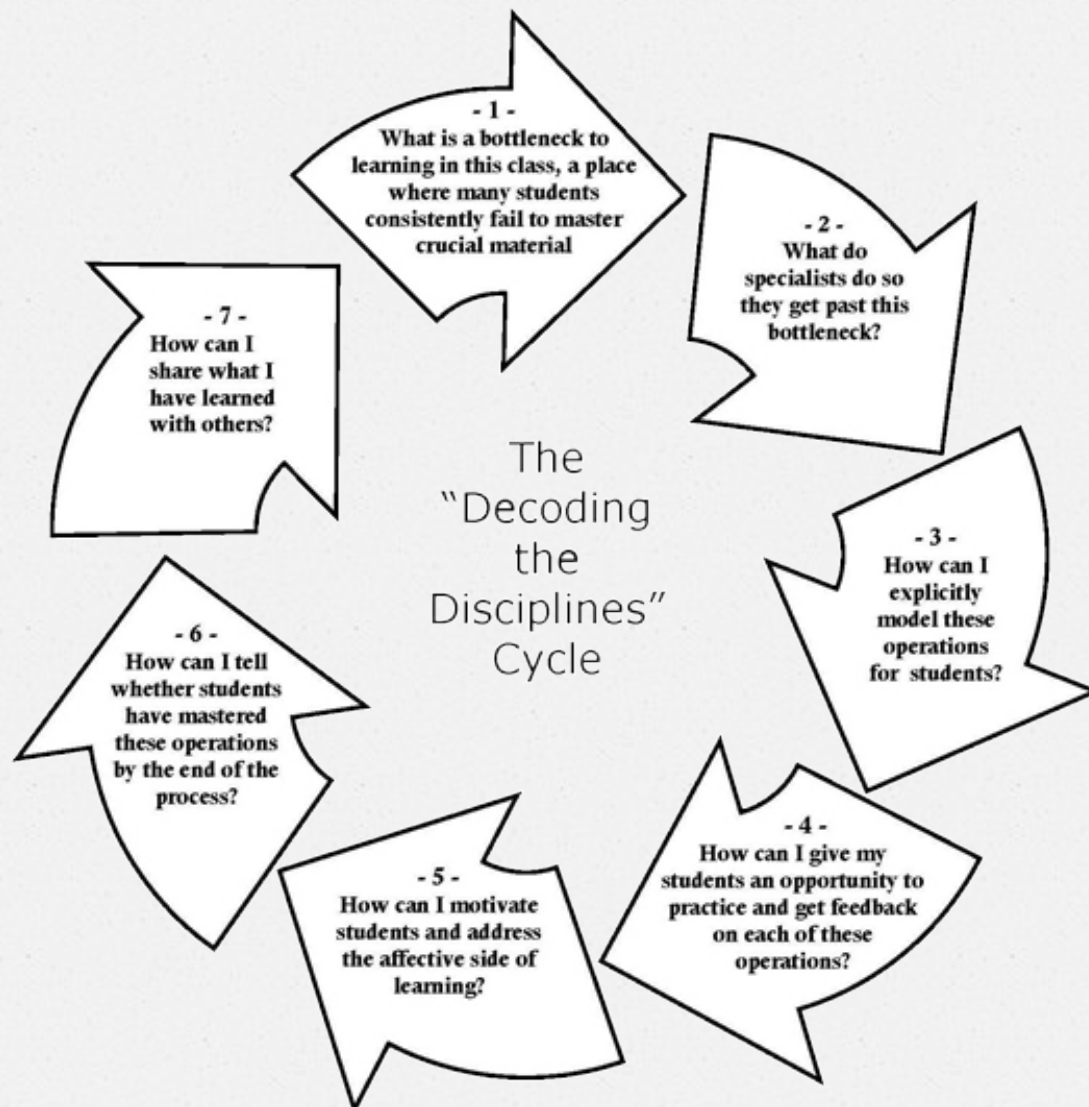 - 1 -
What is a bottleneck to
learning in this class, a place
where many students
consistently fail to master
crucial material
- 2 -
What do
specialists do so
they get past this
bottleneck?
- 3 -
How can I
explicitly
model these
operations
for students?
- 4 -
How can I give my
students an opportunity to
practice and get feedback
on each of these
operations?
- 5 -
How can I motivate
students and address
the affective side of
learning?
- 6 -
How can I tell
whether students
have mastered
these operations
by the end of the
process?
- 7 -
How can I
share what I
have learned
with others?
The
“Decoding
the
Disciplines”
Cycle